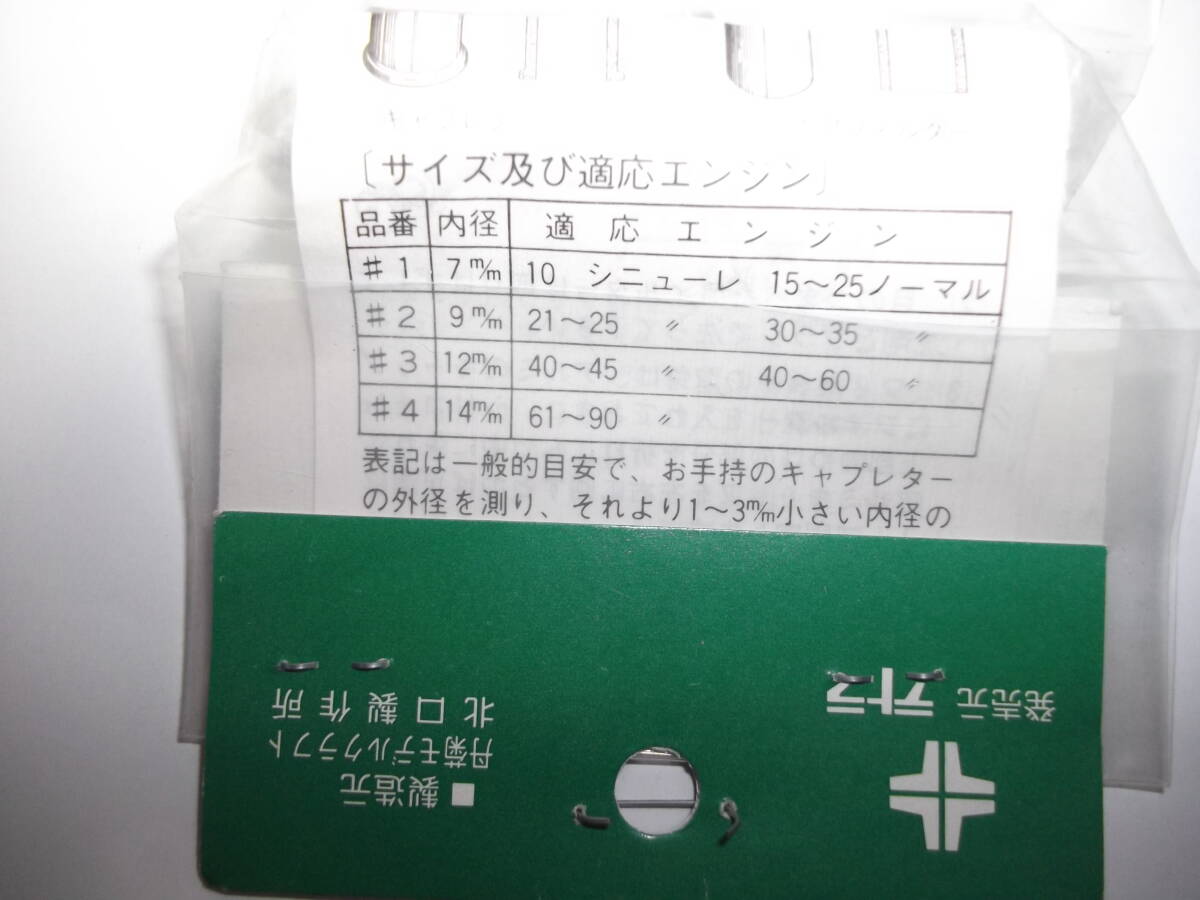 〔サイズ及び適応エンジン〕
品番 内径 適応エンジン
#1 7m/m 10 シニューレ 15〜25ノーマル
#2 9m/m 21〜25 〃 30〜35 〃
#3 12m/m 40〜45 〃 40〜60 〃
#4 14m/m 61〜90 〃
表記は一般的目安で、お手持のキャプレター
の外径を測り、それより1〜3m/m小さい内径の
発売元 テトラ
■製造元
丹菊モデルクラフト
北口製作所